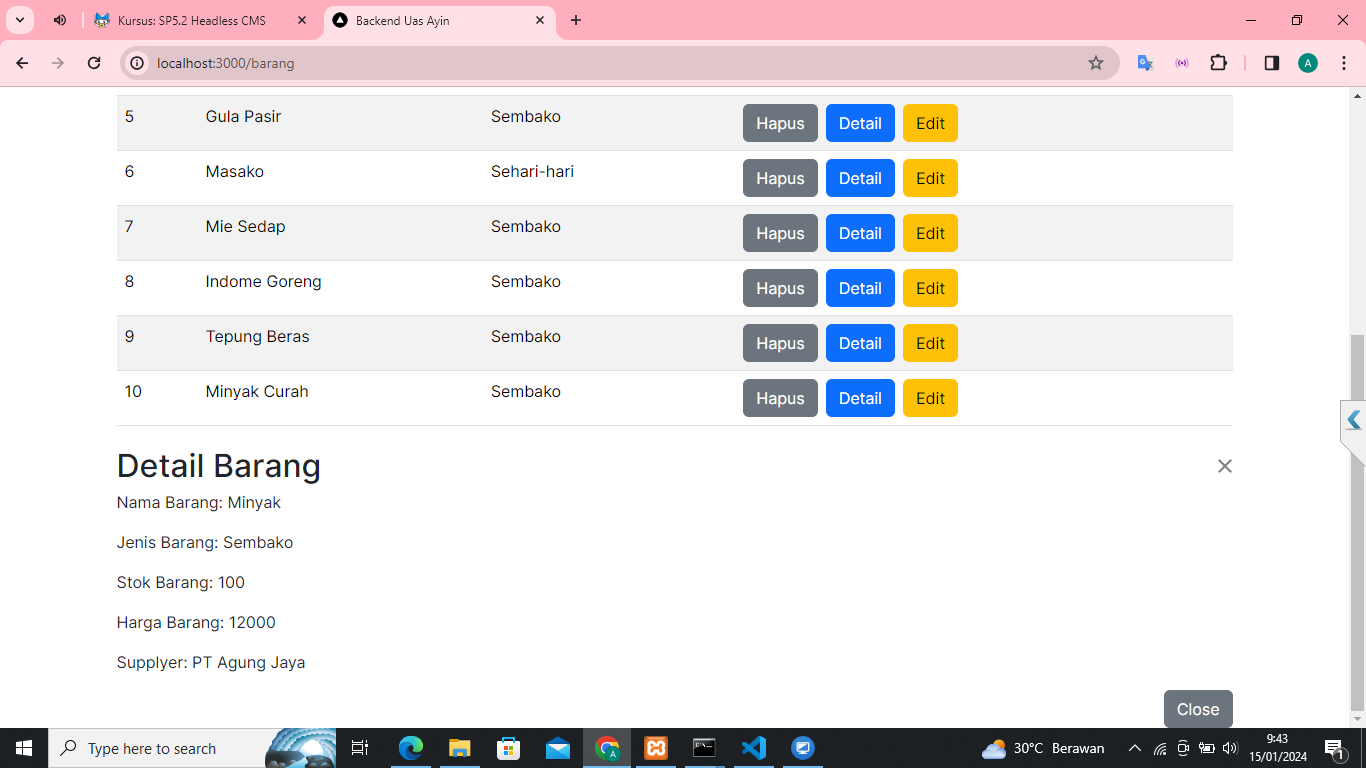 Kursus: SP5.2 Headless CMS
Backend Uas Ayin
localhost:3000/barang
A
5 Gula Pasir Sembako Hapus Detail Edit
6 Masako Sehari-hari Hapus Detail Edit
7 Mie Sedap Sembako Hapus Detail Edit
8 Indome Goreng Sembako Hapus Detail Edit
9 Tepung Beras Sembako Hapus Detail Edit
10 Minyak Curah Sembako Hapus Detail Edit
Detail Barang
Nama Barang: Minyak
Jenis Barang: Sembako
Stok Barang: 100
Harga Barang: 12000
Supplyer: PT Agung Jaya
Close
Type here to search
30°C Berawan
9:43
15/01/2024
1